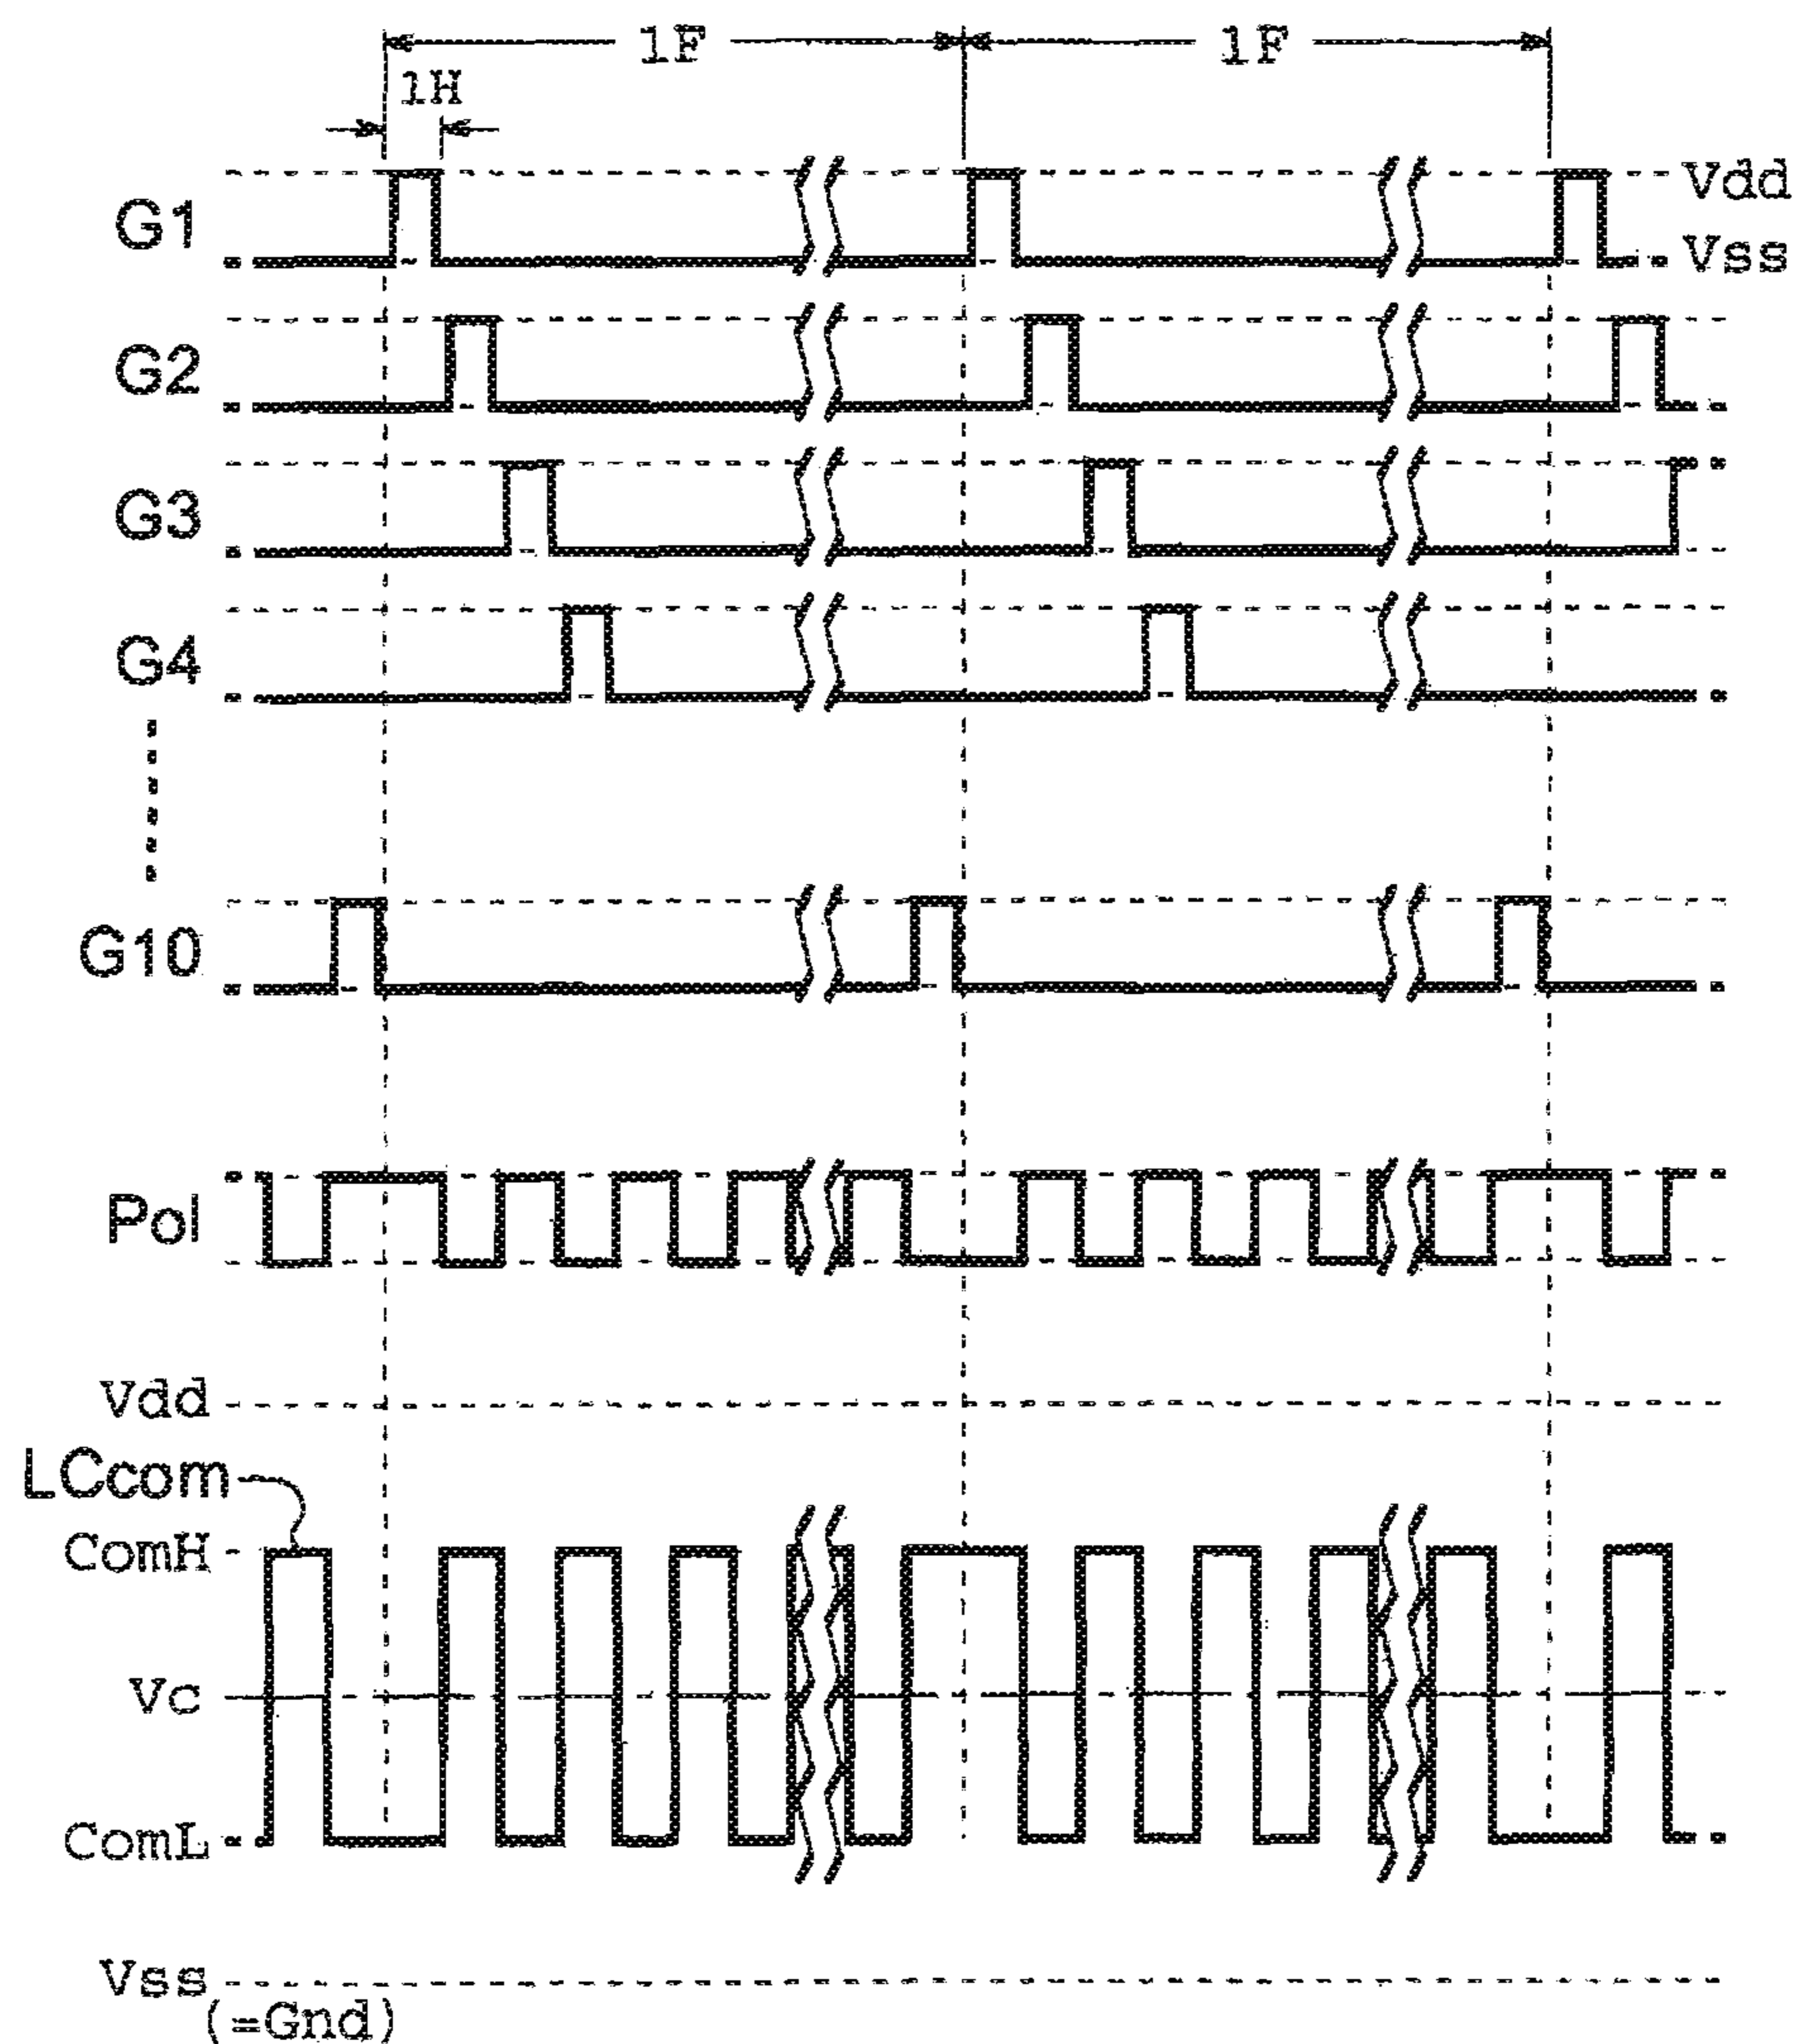 1F 1F
1H
Vdd
G1
Vss
G2
G3
G4
G10
Pol
Vdd
LCcom
ComH
Vc
ComL
Vss
(=Gnd)